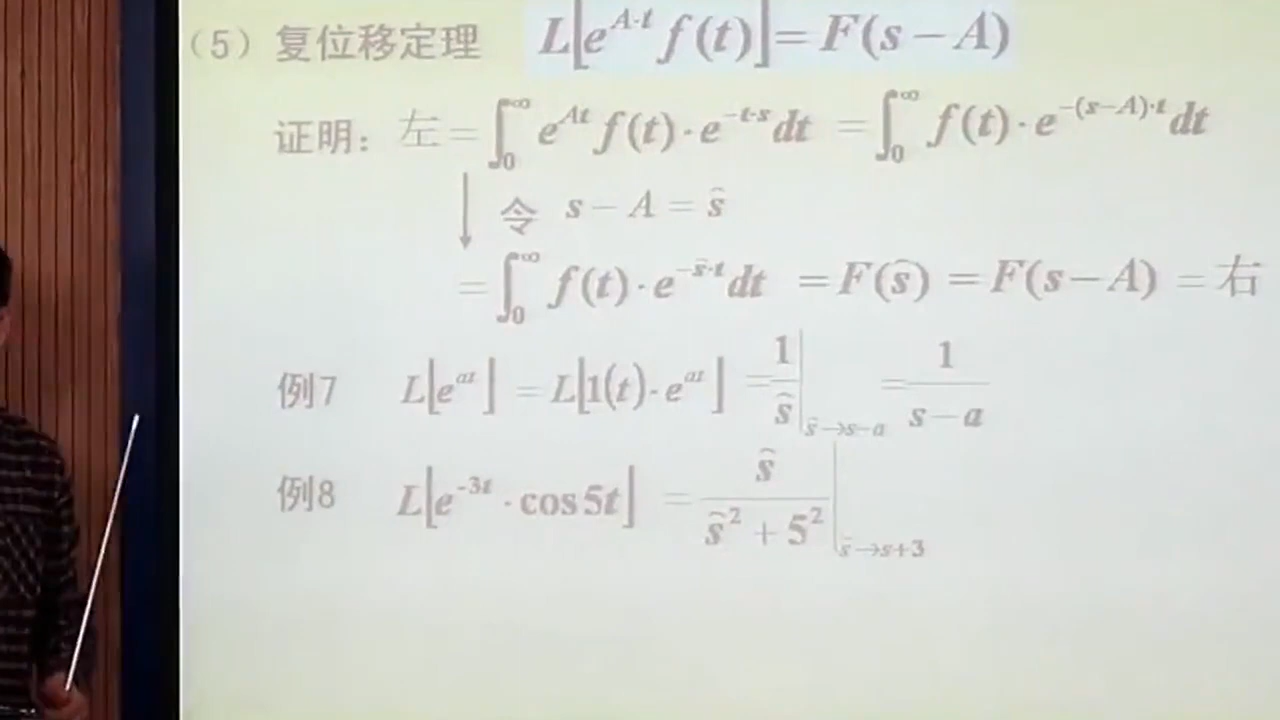 （5）复位移定理 L[e^{A·t} f(t)] = F(s−A)
证明：左 = ∫_0^∞ e^{At} f(t)·e^{−t·s} dt = ∫_0^∞ f(t)·e^{−(s−A)·t} dt
↓ 令 s − A = ŝ
= ∫_0^∞ f(t)·e^{−ŝ·t} dt = F(ŝ) = F(s−A) = 右
例7 L[e^{at}] = L[1(t)·e^{at}] = 1/ŝ |_{ŝ→s−a} = 1/(s−a)
例8 L[e^{-3t}·cos5t] = ŝ/(ŝ²+5²) |_{ŝ→s+3}